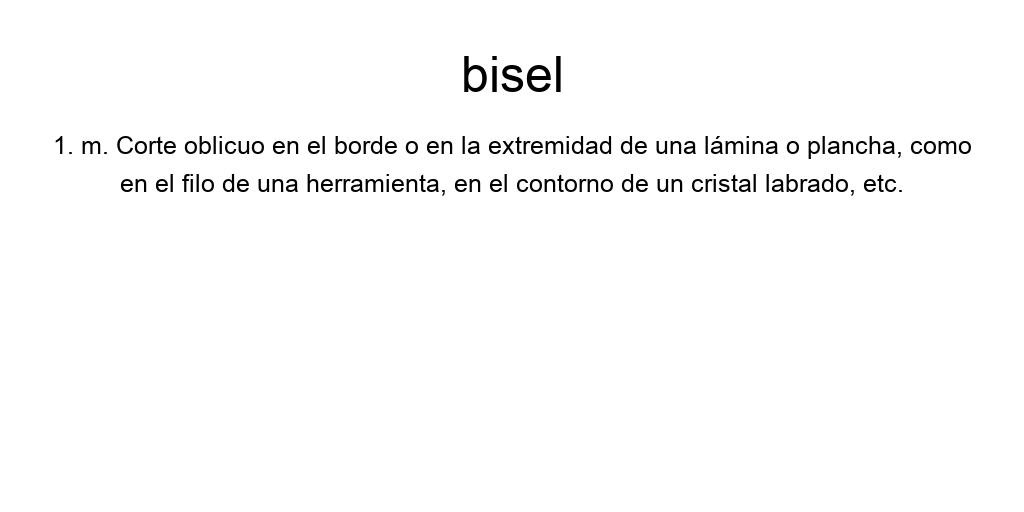 bisel
1. m. Corte oblicuo en el borde o en la extremidad de una lámina o plancha, como
en el filo de una herramienta, en el contorno de un cristal labrado, etc.